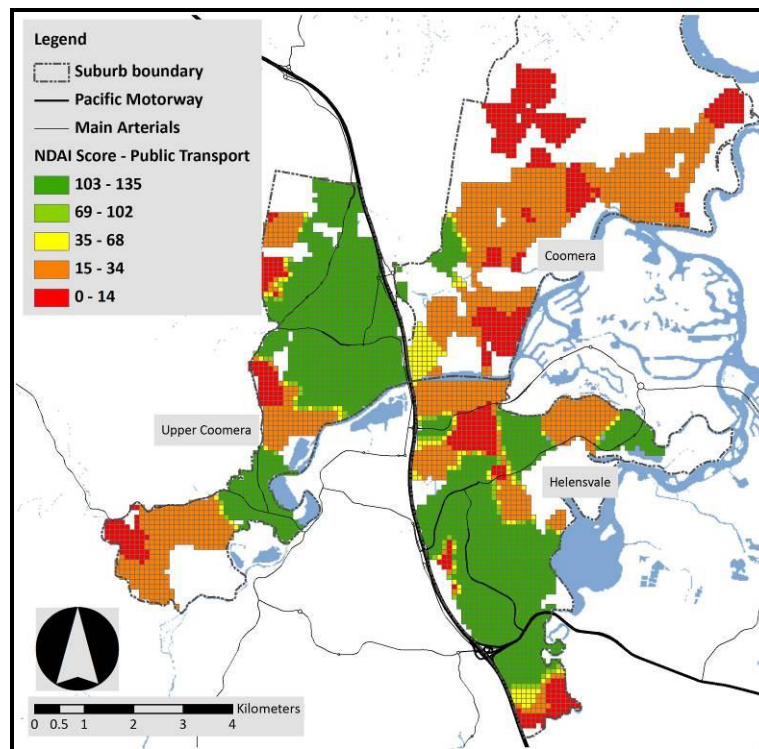 Legend
Suburb boundary
Pacific Motorway
Main Arterials
NDAI Score - Public Transport
103 - 135
69 - 102
35 - 68
15 - 34
0 - 14
Coomera
Upper Coomera
Helensvale
Kilometers
0 0.5 1 2 3 4